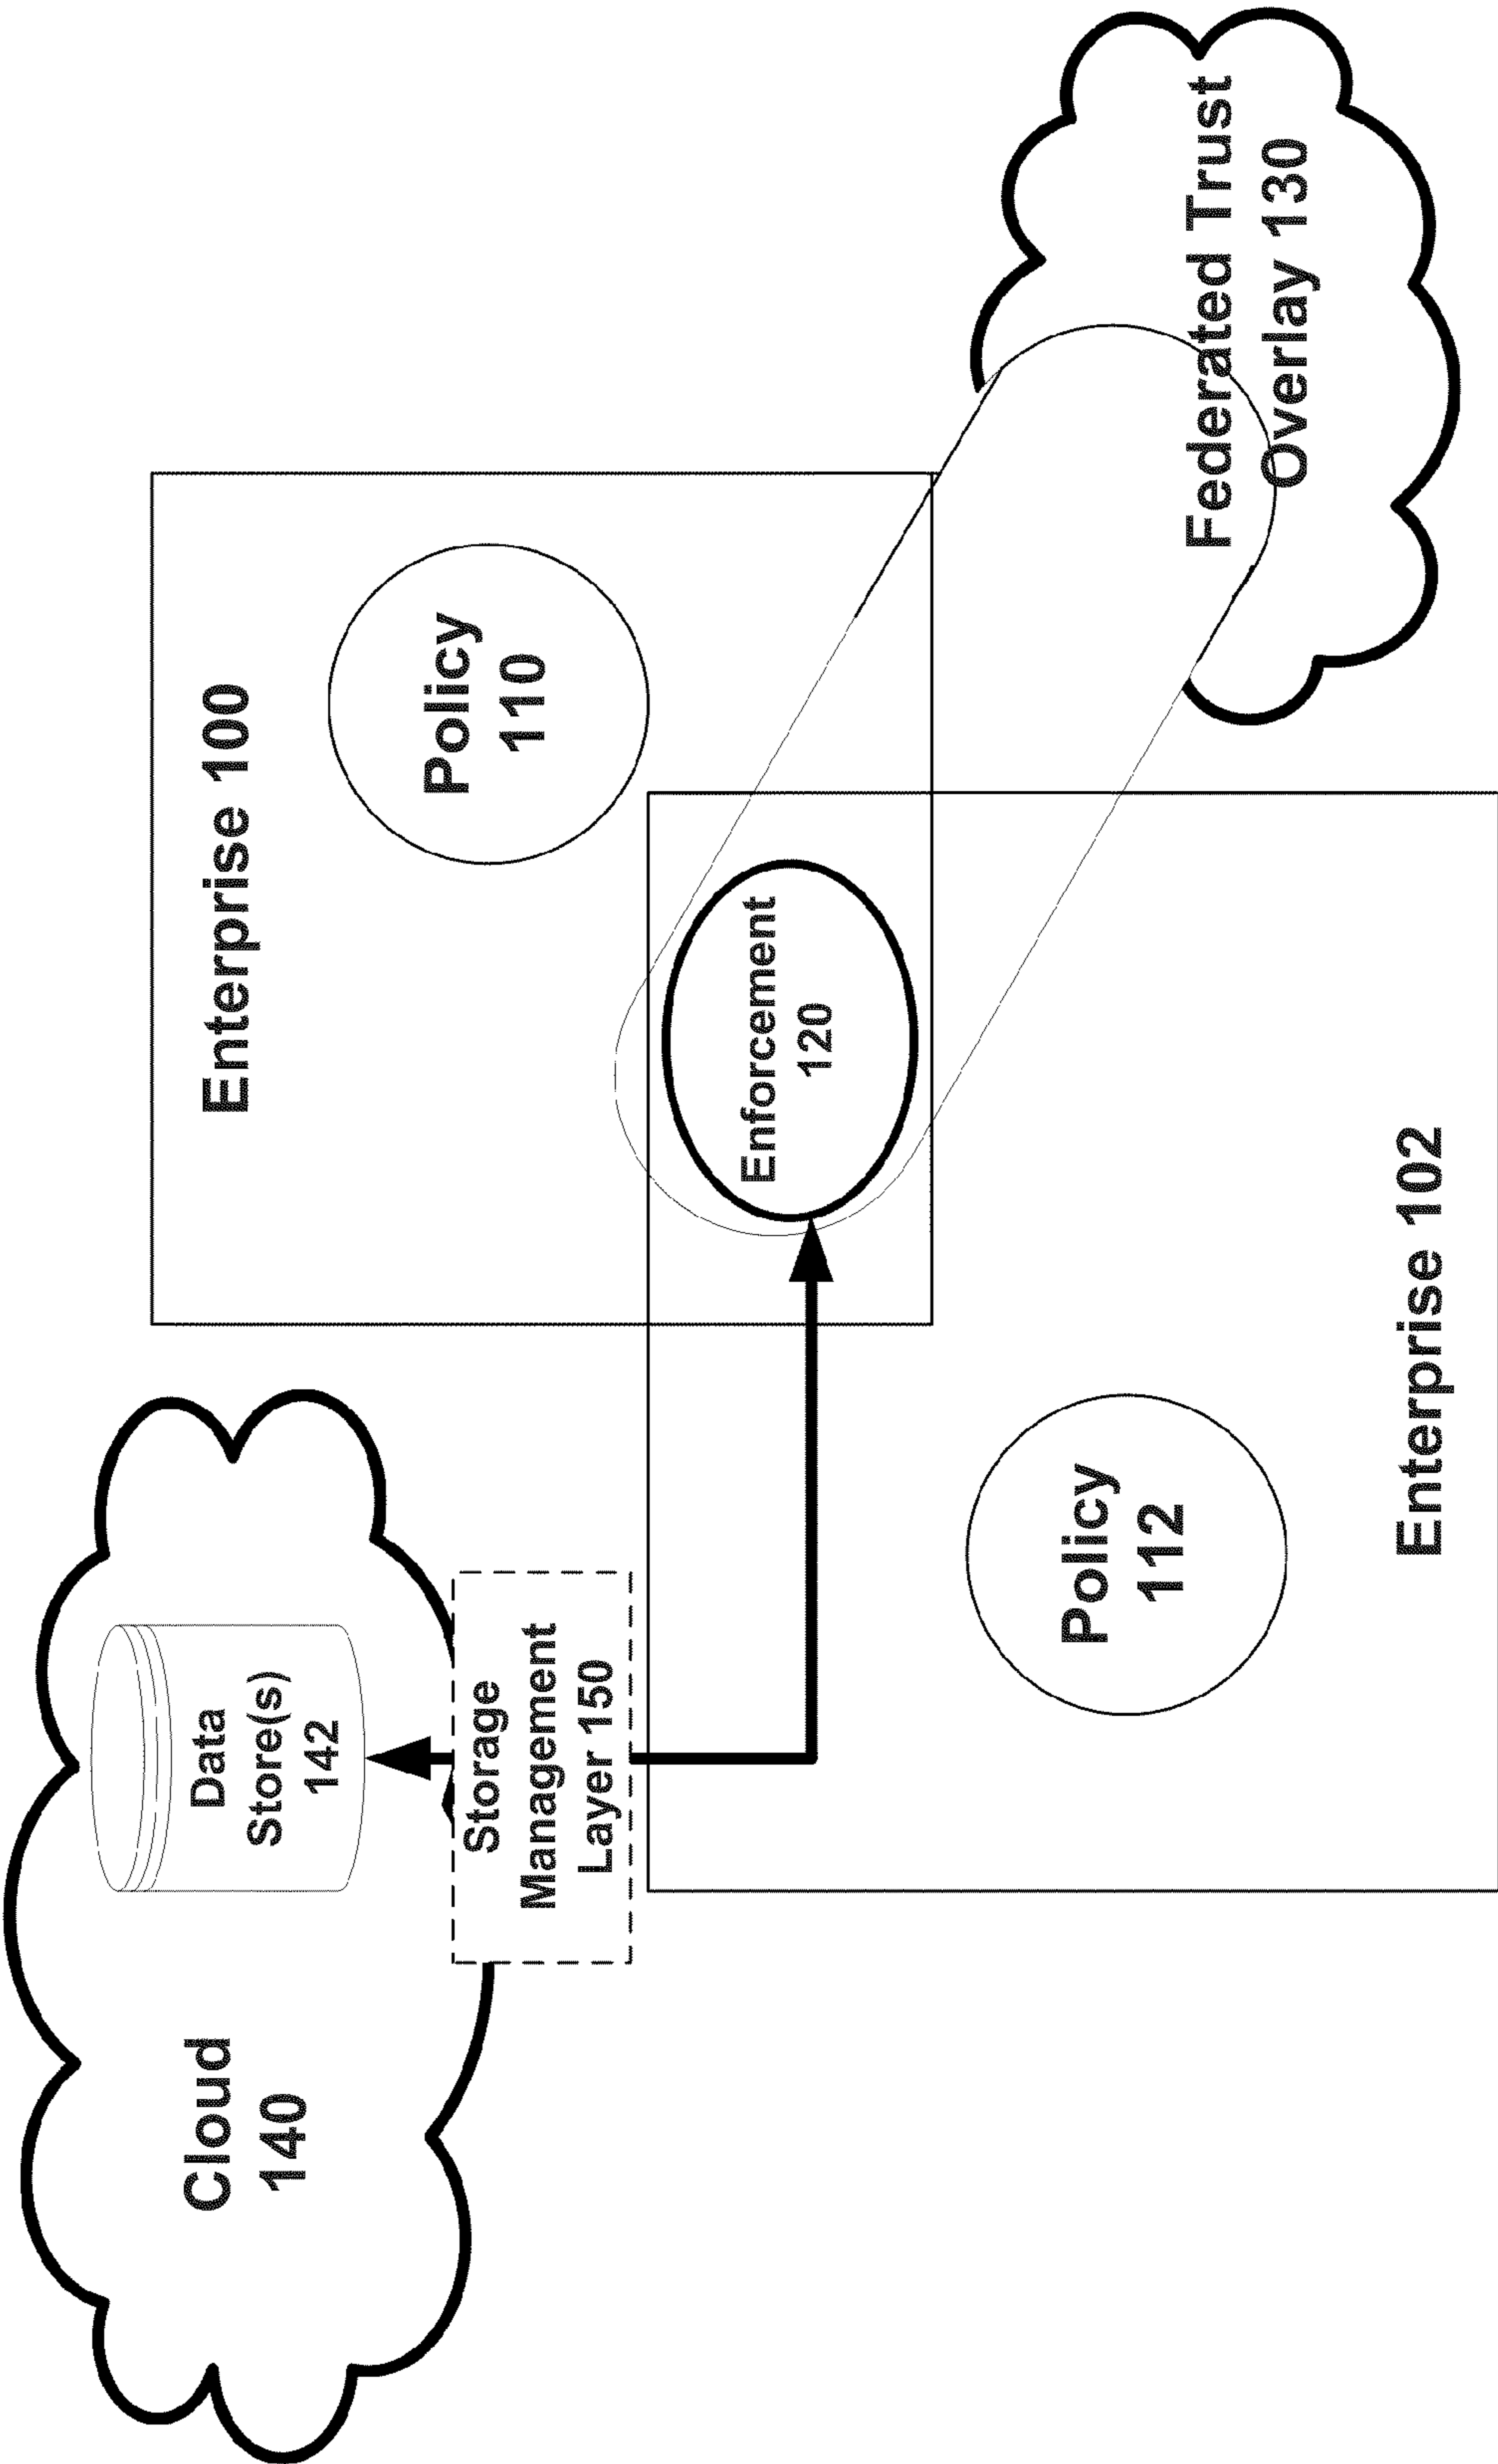 Cloud
140
Data
Store(s)
142
Storage
Management
Layer 150
Enterprise 100
Policy
110
Enforcement
120
Policy
112
Enterprise 102
Federated Trust
Overlay 130